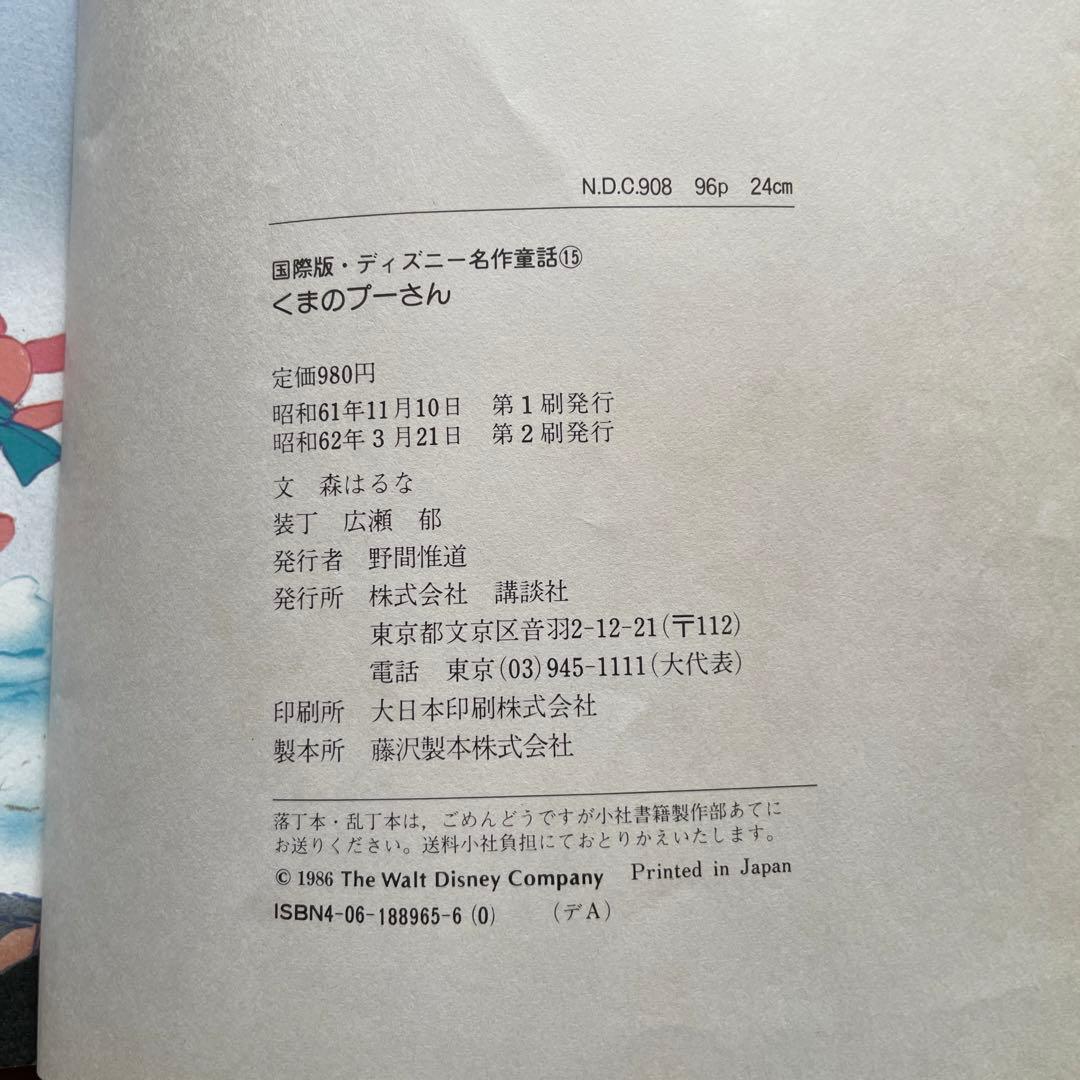 N.D.C.908 96p 24cm
国際版・ディズニー名作童話⑮
くまのプーさん
定価980円
昭和61年11月10日 第1刷発行
昭和62年3月21日 第2刷発行
文 森はるな
装丁 広瀬 郁
発行者 野間惟道
発行所 株式会社 講談社
東京都文京区音羽2-12-21(〒112)
電話 東京(03)945-1111(大代表)
印刷所 大日本印刷株式会社
製本所 藤沢製本株式会社
落丁本・乱丁本は，ごめんどうですが小社書籍製作部あてに
お送りください。送料小社負担にておとりかえいたします。
© 1986 The Walt Disney Company Printed in Japan
ISBN4-06-188965-6 (0) (デA)